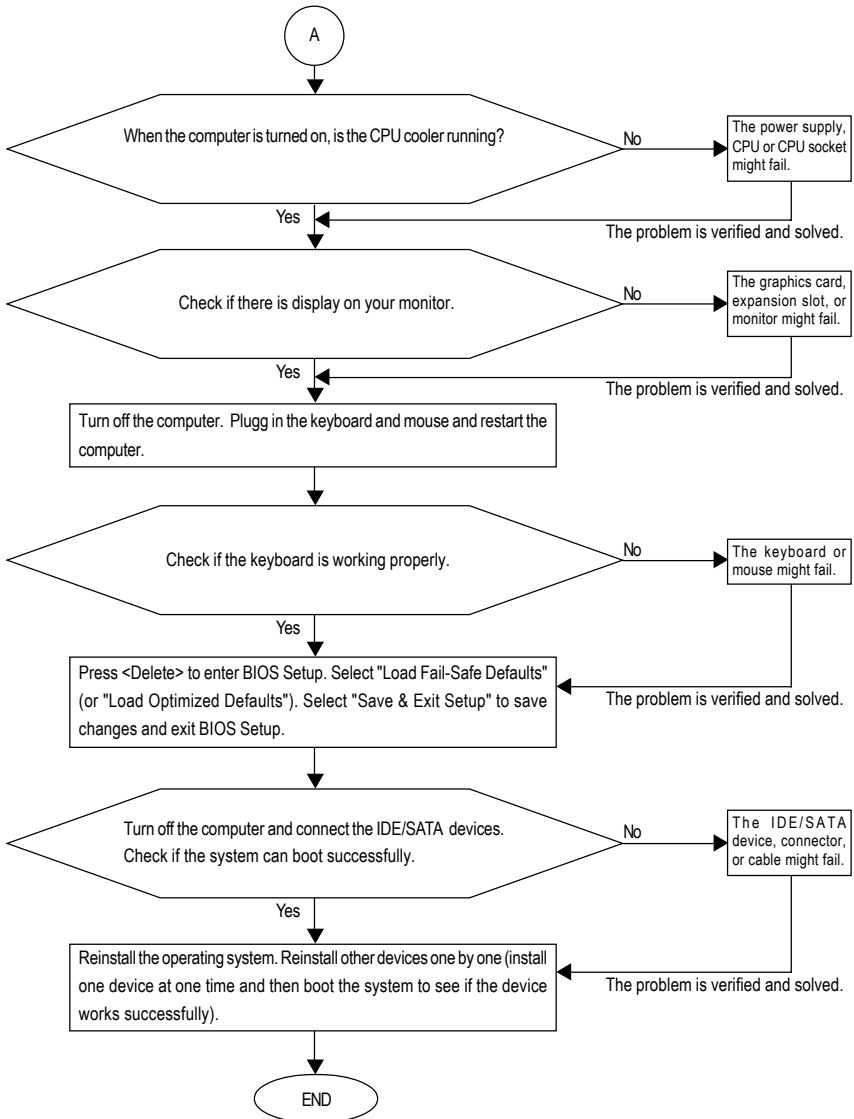 A
When the computer is turned on, is the CPU cooler running?
No
The power supply,
CPU or CPU socket
might fail.
Yes
The problem is verified and solved.
Check if there is display on your monitor.
No
The graphics card,
expansion slot, or
monitor might fail.
Yes
The problem is verified and solved.
Turn off the computer. Plugg in the keyboard and mouse and restart the
computer.
Check if the keyboard is working properly.
No
The keyboard or
mouse might fail.
Yes
Press <Delete> to enter BIOS Setup. Select "Load Fail-Safe Defaults"
(or "Load Optimized Defaults"). Select "Save & Exit Setup" to save
changes and exit BIOS Setup.
The problem is verified and solved.
Turn off the computer and connect the IDE/SATA devices.
Check if the system can boot successfully.
No
The IDE/SATA
device, connector,
or cable might fail.
Yes
Reinstall the operating system. Reinstall other devices one by one (install
one device at one time and then boot the system to see if the device
works successfully).
The problem is verified and solved.
END